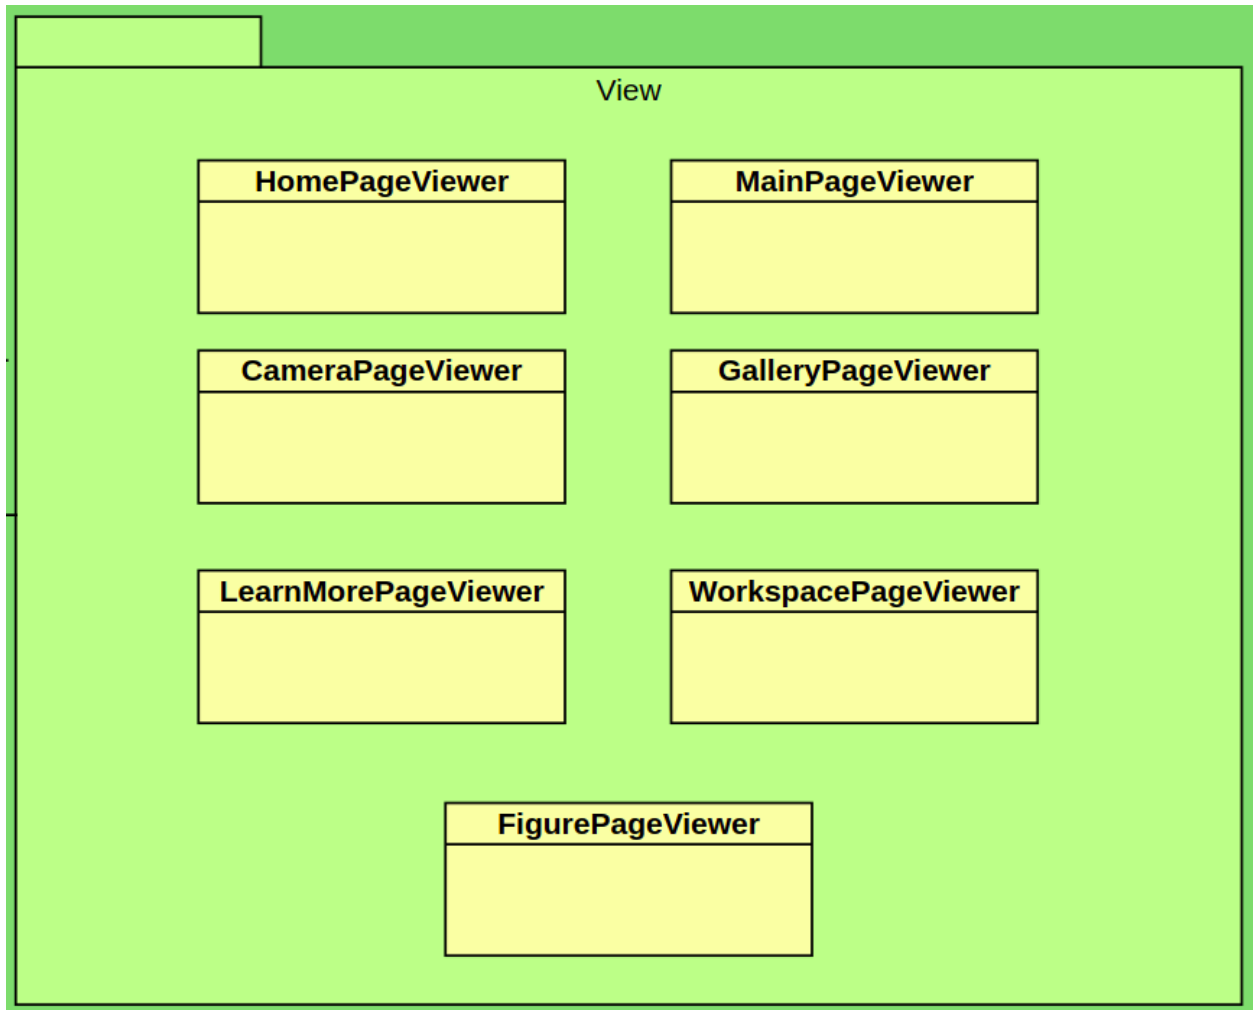 View
HomePageViewer
MainPageViewer
CameraPageViewer
GalleryPageViewer
LearnMorePageViewer
WorkspacePageViewer
FigurePageViewer